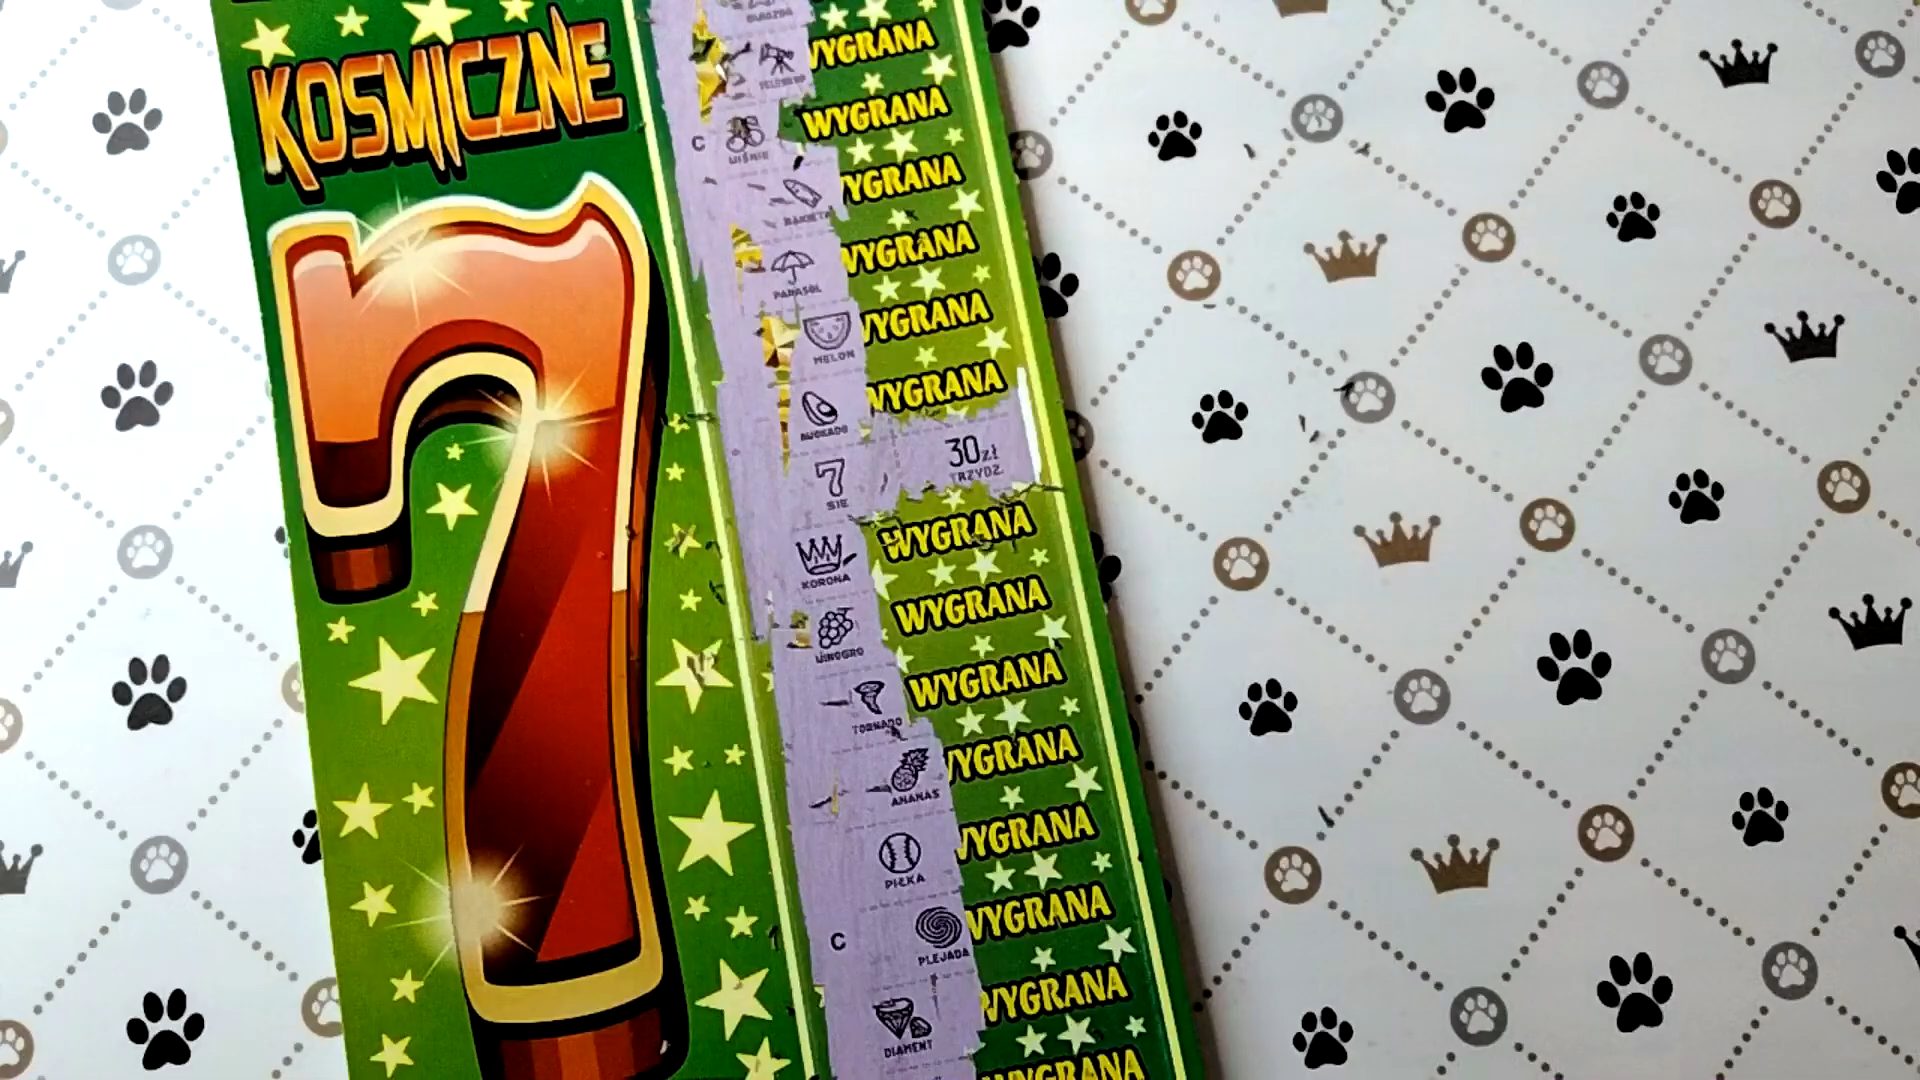 KOSMICZNE
7
WYGRANA
C
WIŚNIE
WYGRANA
RAKIETA
WYGRANA
PARASOL
WYGRANA
MELON
WYGRANA
AWOKADO
WYGRANA
7
SIE
30zł
TRZYDZ.
KORONA
WYGRANA
WINOGRO
WYGRANA
TORNADO
WYGRANA
ANANAS
WYGRANA
PIŁKA
WYGRANA
C
PLEJADA
WYGRANA
DIAMENT
WYGRANA
WYGRANA